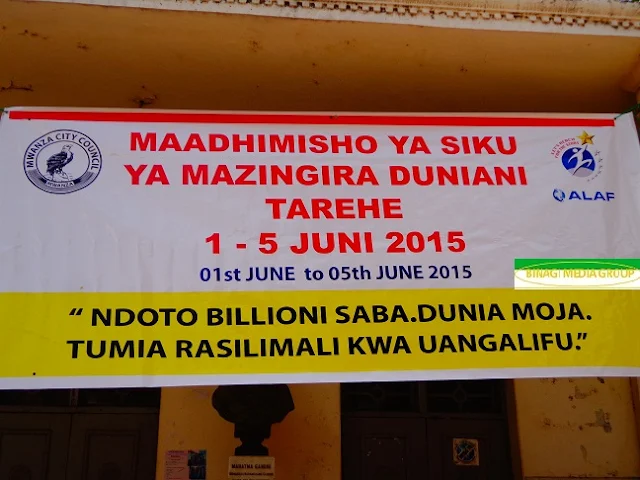 MWANZA CITY COUNCIL
MWANZA
MAADHIMISHO YA SIKU
YA MAZINGIRA DUNIANI
TAREHE
1 - 5 JUNI 2015
01st JUNE to 05th JUNE 2015
ALAF
BINAGI MEDIA GROUP
“ NDOTO BILLIONI SABA.DUNIA MOJA.
TUMIA RASILIMALI KWA UANGALIFU.”
MAHATMA GANDHI